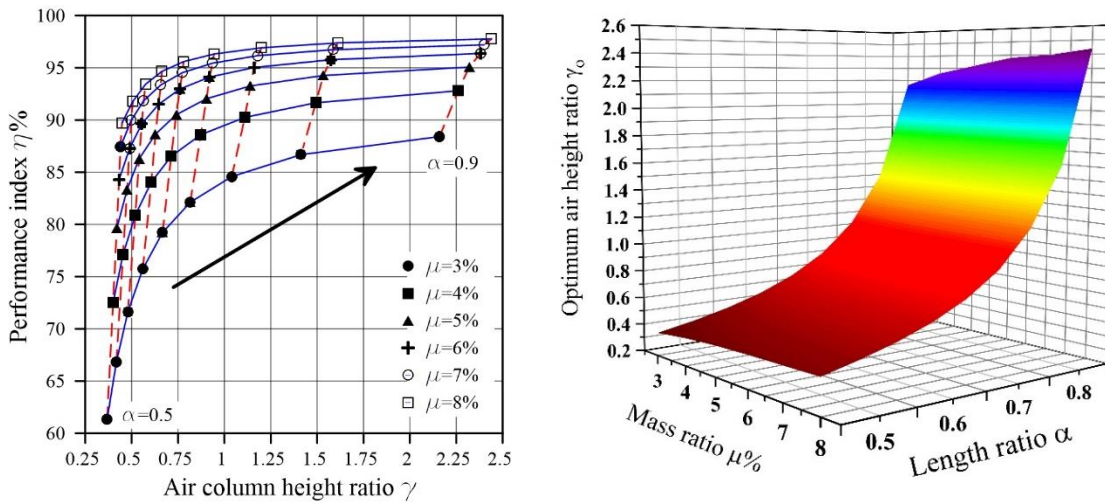 Performance index η%
100
95
90
85
80
75
70
65
60
α=0.9
α=0.5
μ=3%
μ=4%
μ=5%
μ=6%
μ=7%
μ=8%
0.25 0.5 0.75 1 1.25 1.5 1.75 2 2.25 2.5
Air column height ratio γ
Optimum air height ratio γₒ
2.6
2.4
2.2
2.0
1.8
1.6
1.4
1.2
1.0
0.8
0.6
0.4
0.2
3 4 5 6 7 8
Mass ratio μ%
0.5 0.6 0.7 0.8
Length ratio α